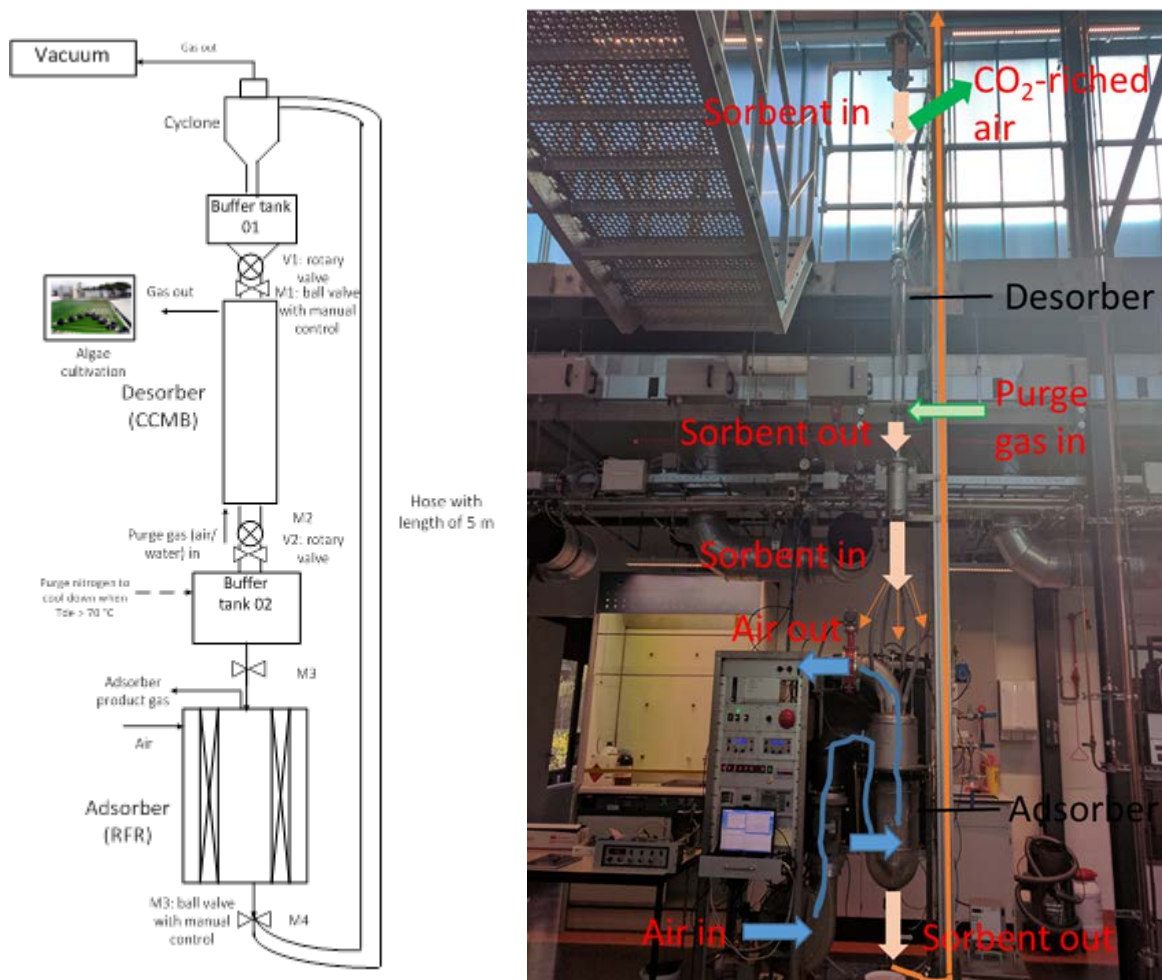 Vacuum
Gas out
Cyclone
Buffer tank
01
V1: rotary
valve
M1: ball valve
with manual
control
Gas out
Algae
cultivation
Desorber
(CCMB)
Hose with
length of 5 m
Purge gas (air/
water) in
M2
V2: rotary
valve
Purge nitrogen to
cool down when
Tde > 70 °C
Buffer
tank 02
M3
Adsorber
product gas
Air
Adsorber
(RFR)
M3: ball valve
with manual
control
M4
Sorbent in
CO₂-riched
air
Desorber
Purge
gas in
Sorbent out
Sorbent in
Air out
Adsorber
Air in
Sorbent out